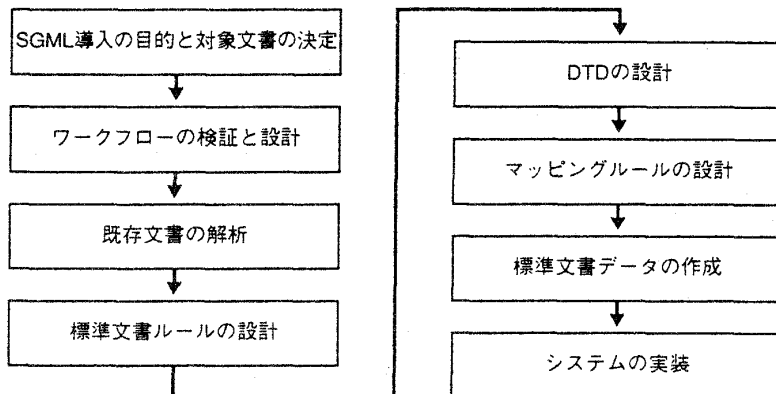 SGML導入の目的と対象文書の決定
ワークフローの検証と設計
既存文書の解析
標準文書ルールの設計
DTDの設計
マッピングルールの設計
標準文書データの作成
システムの実装